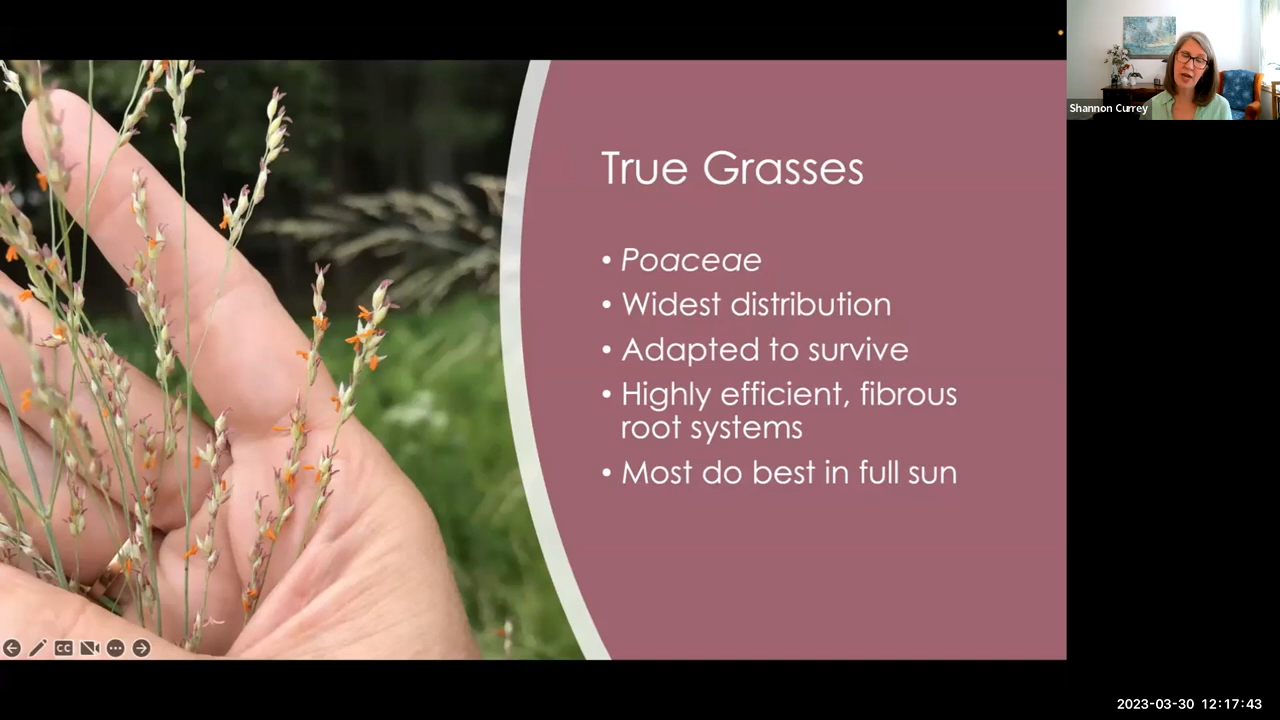 Shannon Currey
True Grasses
• Poaceae
• Widest distribution
• Adapted to survive
• Highly efficient, fibrous
root systems
• Most do best in full sun
CC
2023-03-30 12:17:43